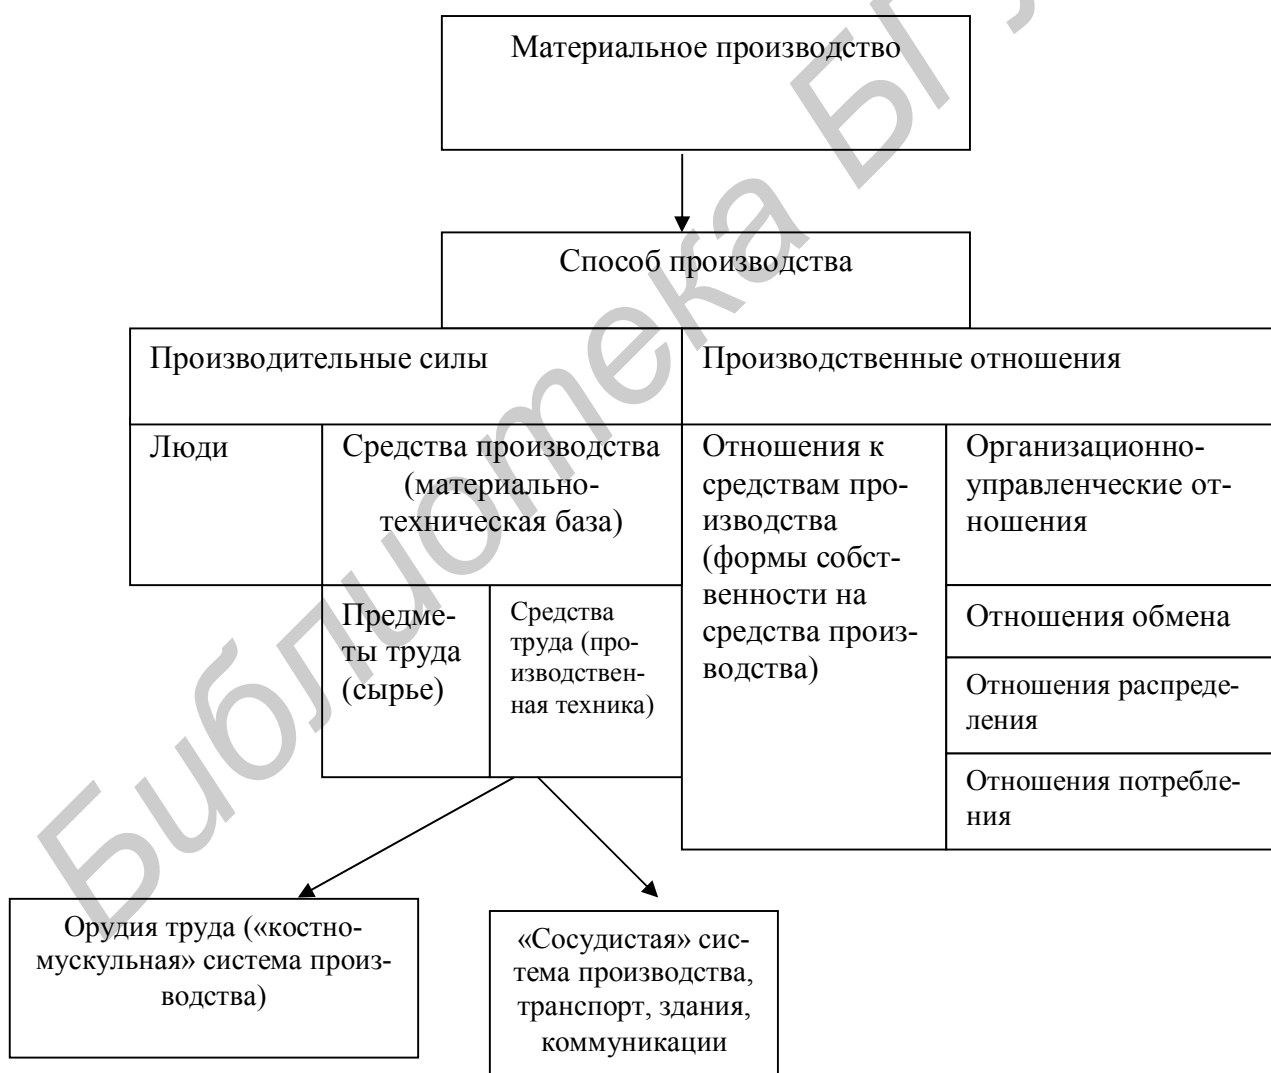 Материальное производство
Способ производства
Производительные силы
Производственные отношения
Люди
Средства производства
(материально-
техническая база)
Отношения к
средствам про-
изводства
(формы собст-
венности на
средства произ-
водства)
Организационно-
управленческие от-
ношения
Предме-
ты труда
(сырье)
Средства
труда (про-
изводствен-
ная техника)
Отношения обмена
Отношения распреде-
ления
Отношения потребле-
ния
Орудия труда («костно-
мускульная» система произ-
водства)
«Сосудистая» сис-
тема производства,
транспорт, здания,
коммуникации
Библиотека